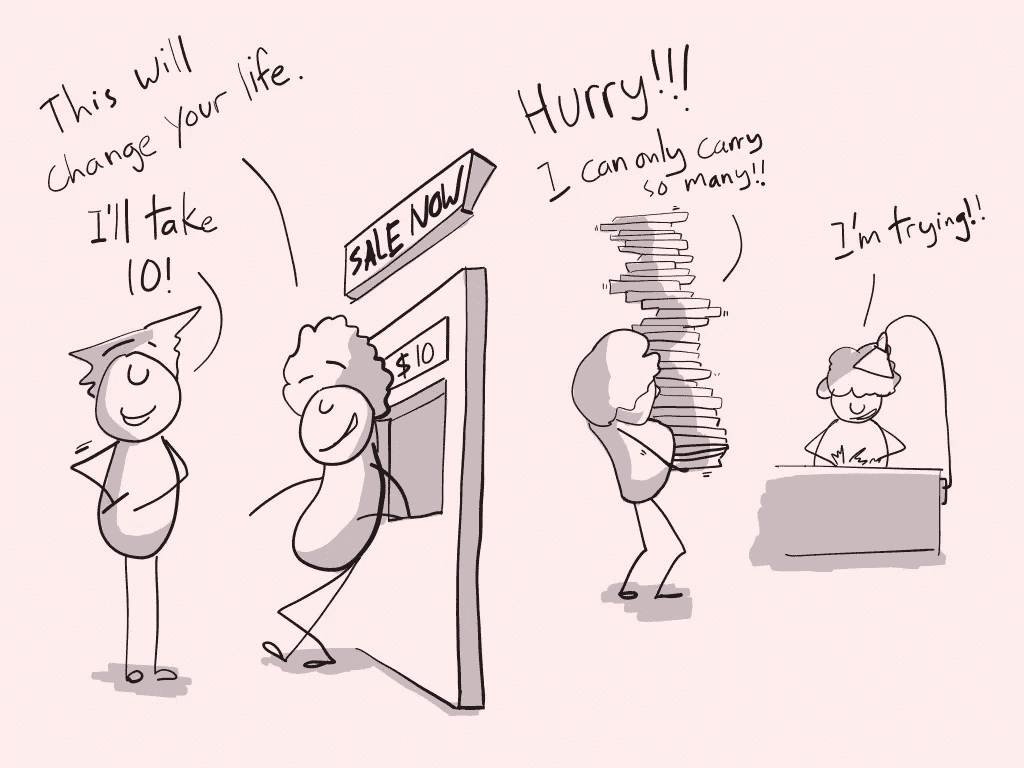 This will
change your life.
I'll take
10!
SALE NOW
$10
Hurry!!!
I can only carry
so many!!
I'm trying!!